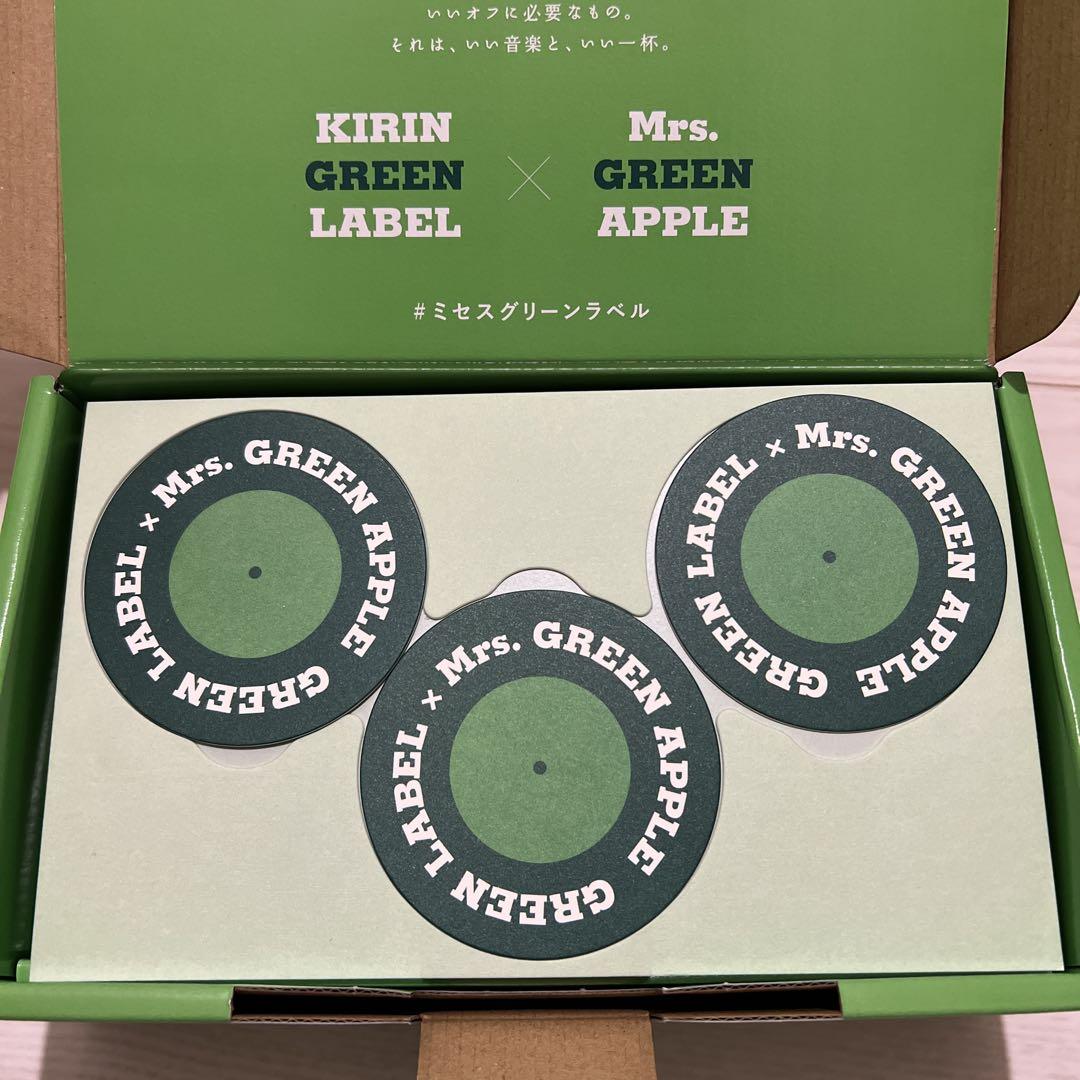 いいオフに必要なもの。
それは、いい音楽と、いい一杯。
KIRIN
GREEN
LABEL
×
Mrs.
GREEN
APPLE
#ミセスグリーンラベル
GREEN LABEL × Mrs. GREEN APPLE
GREEN LABEL × Mrs. GREEN APPLE
GREEN LABEL × Mrs. GREEN APPLE